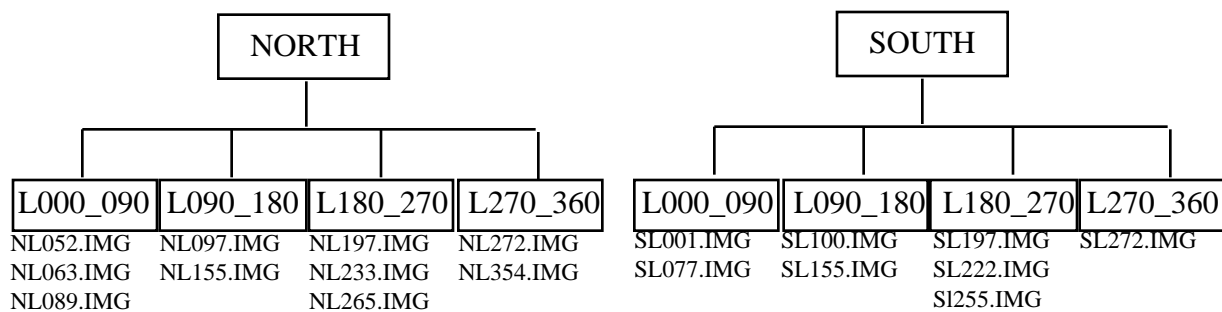 NORTH
SOUTH
L000_090 L090_180 L180_270 L270_360
NL052.IMG NL097.IMG NL197.IMG NL272.IMG
NL063.IMG NL155.IMG NL233.IMG NL354.IMG
NL089.IMG NL265.IMG
L000_090 L090_180 L180_270 L270_360
SL001.IMG SL100.IMG SL197.IMG SL272.IMG
SL077.IMG SL155.IMG SL222.IMG
Sl255.IMG